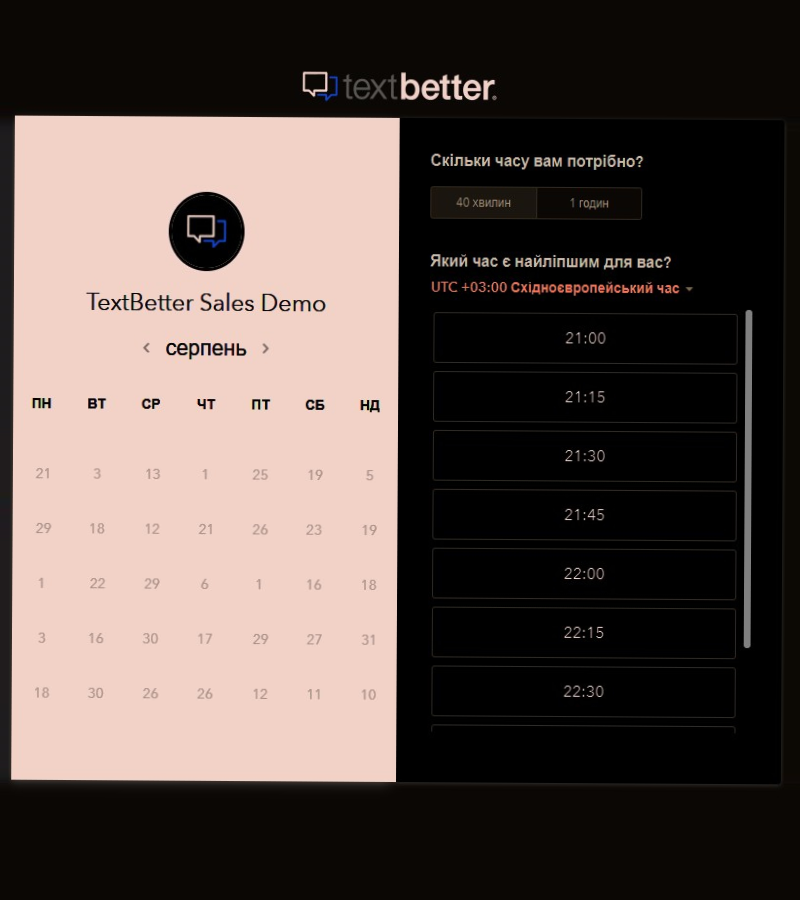 textbetter.
TextBetter Sales Demo
серпень
ПН ВТ СР ЧТ ПТ СБ НД
21 3 13 1 25 19 5
29 18 12 21 26 23 19
1 22 29 6 1 16 18
3 16 30 17 29 27 31
18 30 26 26 12 11 10
Скільки часу вам потрібно?
40 хвилин 1 годин
Який час є найліпшим для вас?
UTC +03:00 Східноєвропейський час
21:00
21:15
21:30
21:45
22:00
22:15
22:30